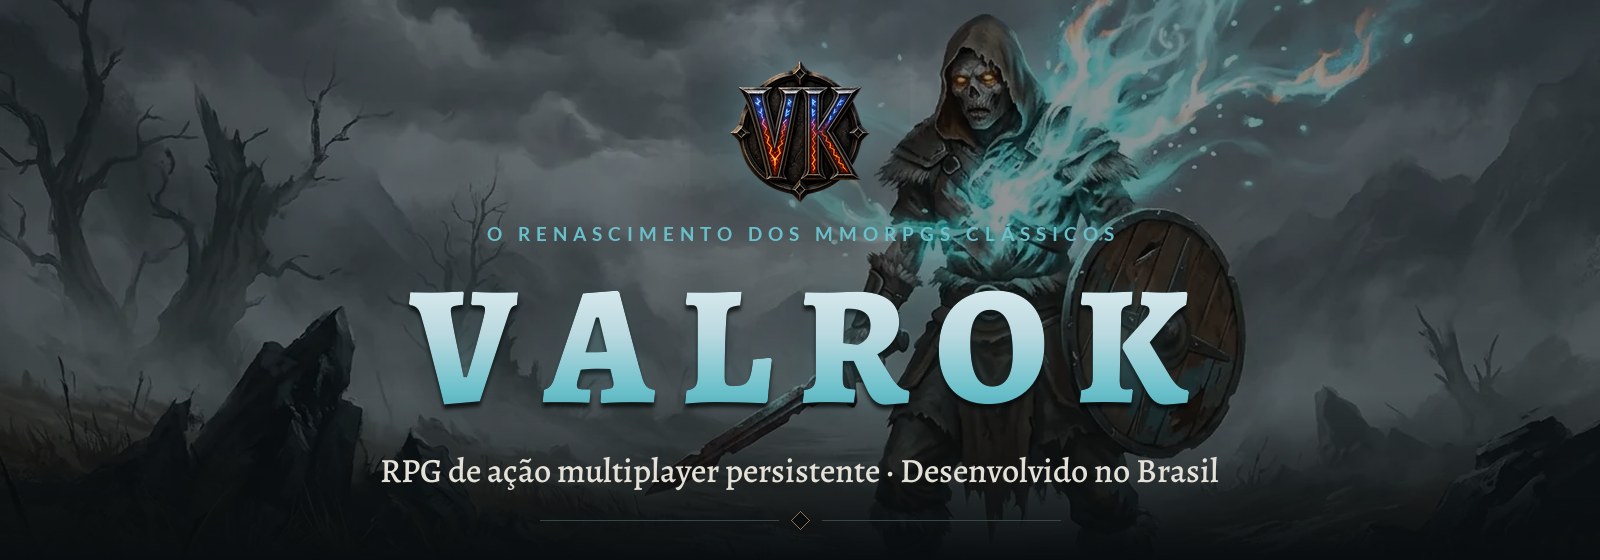 VK
O RENASCIMENTO DOS MMORPGS CLÁSSICOS
VALROK
RPG de ação multiplayer persistente · Desenvolvido no Brasil